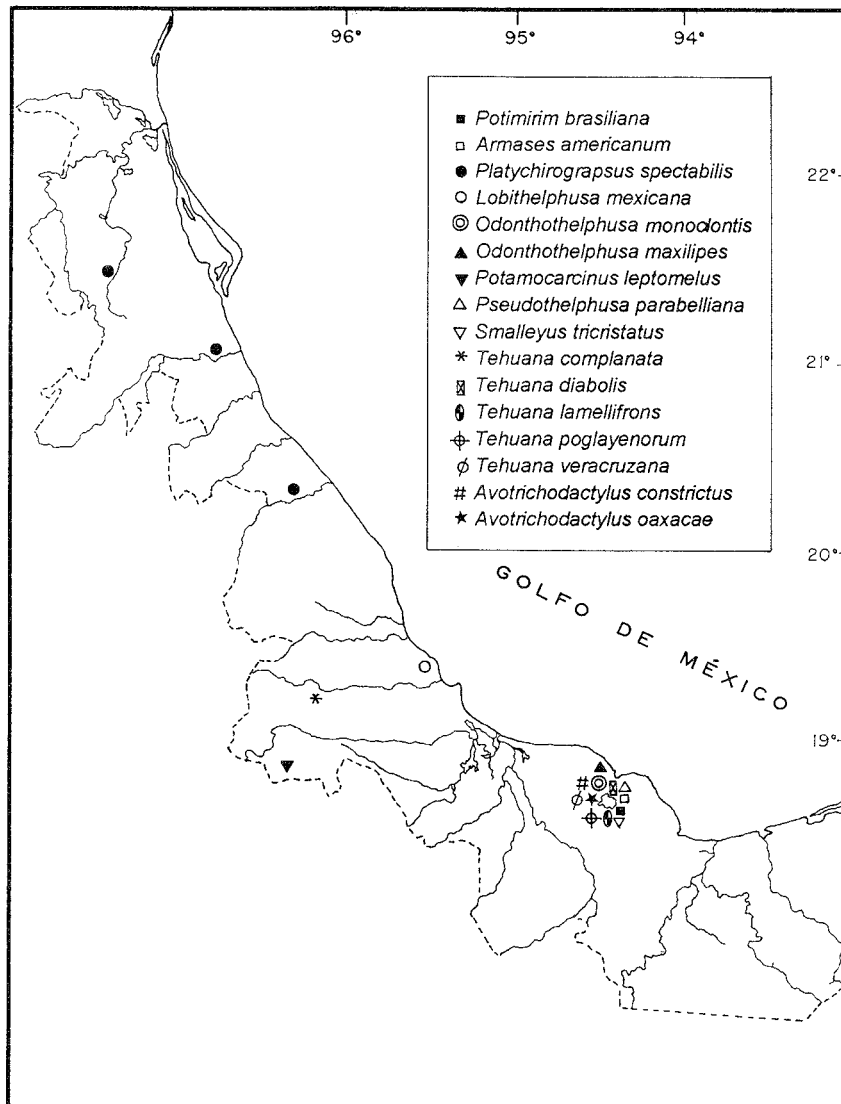 96°
95°
94°
Potimirim brasiliana
Armases americanum
Platychirograpsus spectabilis
Lobithelphusa mexicana
Odonthothelphusa monodontis
Odonthothelphusa maxilipes
Potamocarcinus leptomelus
Pseudothelphusa parabelliana
Smalleyus tricristatus
Tehuana complanata
Tehuana diabolis
Tehuana lamellifrons
Tehuana poglayenorum
Tehuana veracruzana
Avotrichodactylus constrictus
Avotrichodactylus oaxacae
22°
21°
20°
GOLFO DE MÉXICO
19°